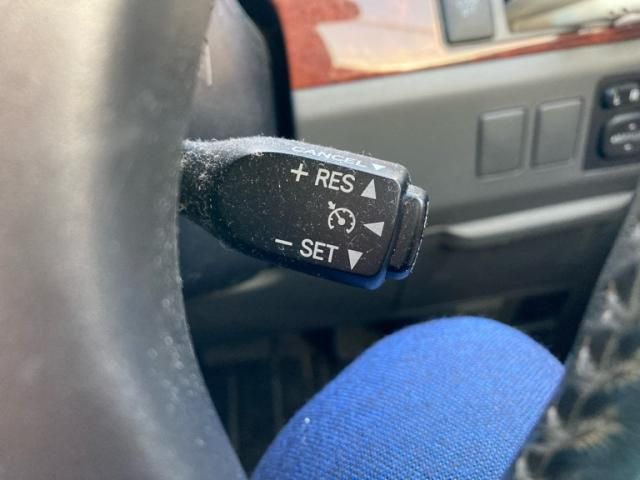 CANCEL ▼
+ RES ▲
◀
− SET ▼